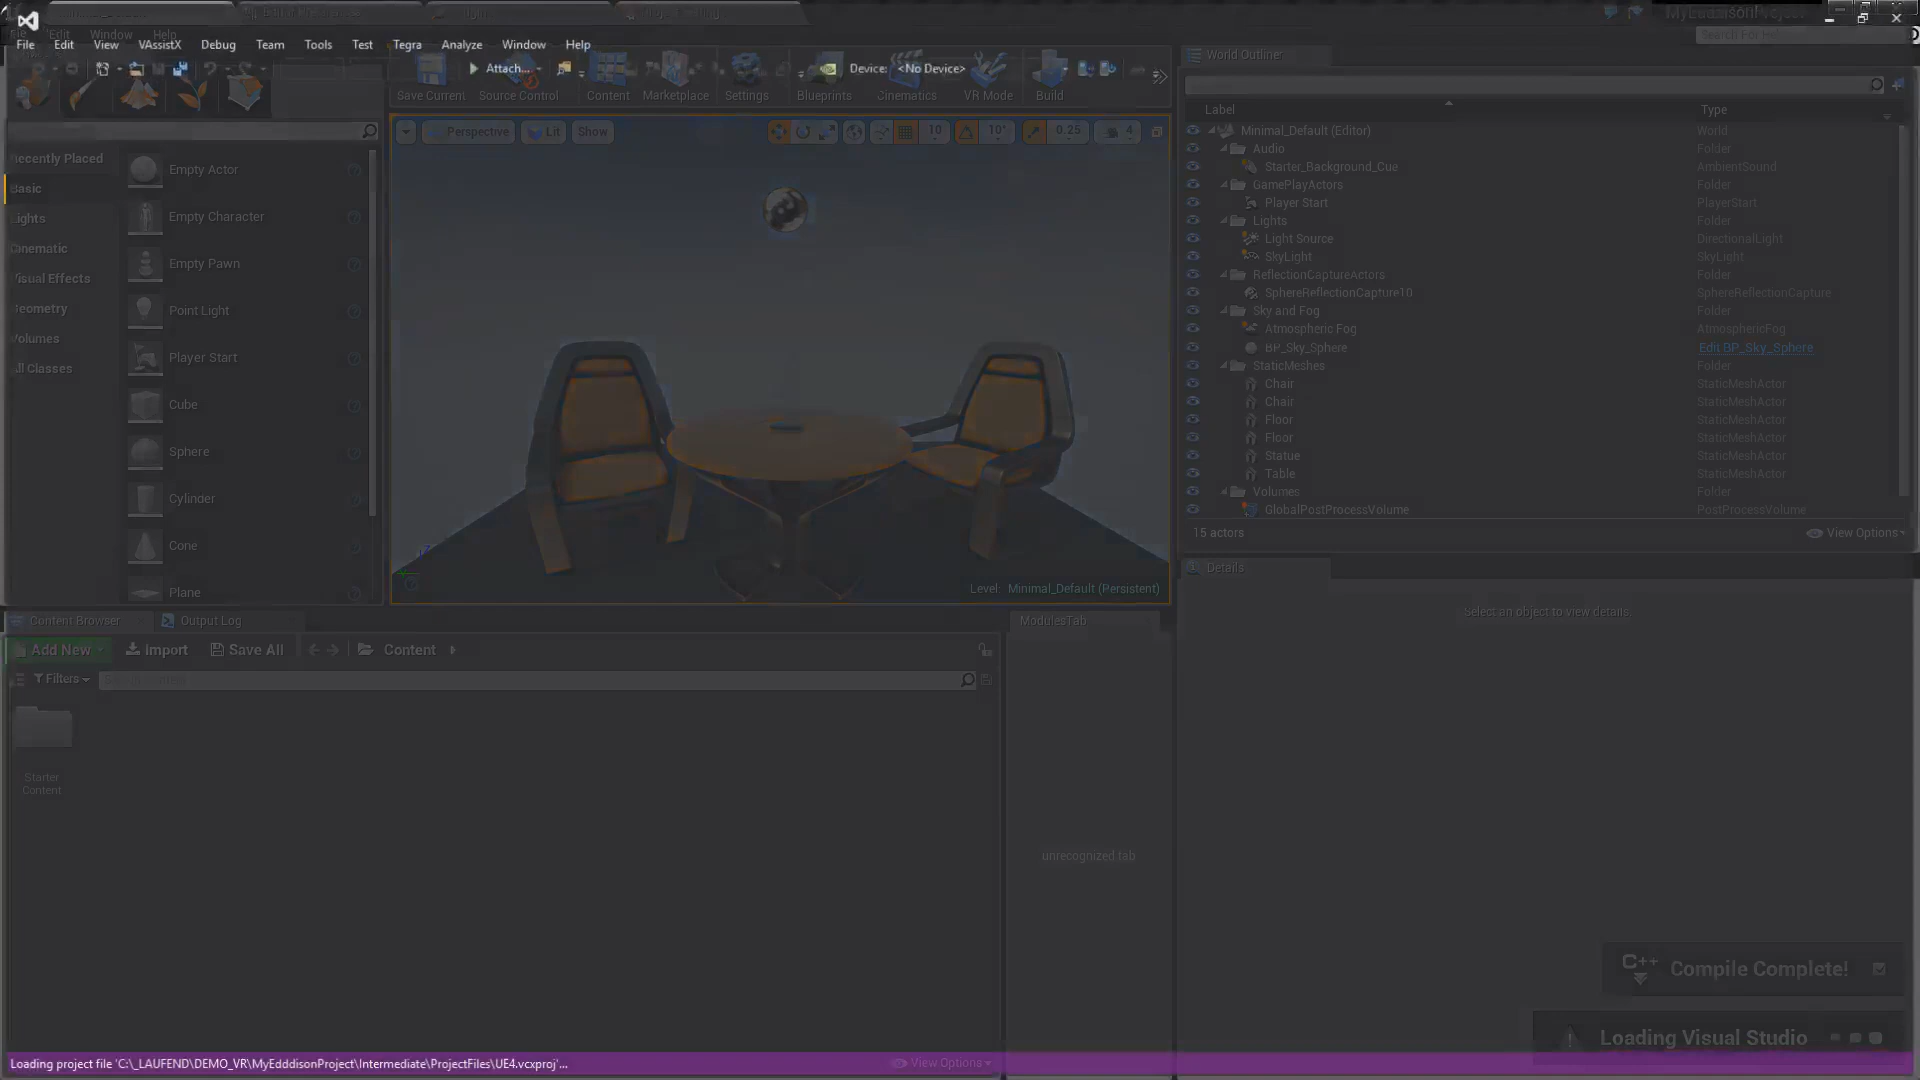 File Edit View VAssistX Debug Team Tools Test Tegra Analyze Window Help
Attach...
Device: <No Device>
Save Current
Source Control
Content
Marketplace
Settings
Blueprints
Cinematics
VR Mode
Build
Recently Placed
Basic
Lights
Cinematic
Visual Effects
Geometry
Volumes
All Classes
Empty Actor
Empty Character
Empty Pawn
Point Light
Player Start
Cube
Sphere
Cylinder
Cone
Plane
Perspective
Lit
Show
10
10°
0.25
4
Level: Minimal_Default (Persistent)
World Outliner
Label Type
Minimal_Default (Editor) World
Audio Folder
Starter_Background_Cue AmbientSound
GamePlayActors Folder
Player Start PlayerStart
Lights Folder
Light Source DirectionalLight
SkyLight SkyLight
ReflectionCaptureActors Folder
SphereReflectionCapture10 SphereReflectionCapture
Sky and Fog Folder
Atmospheric Fog AtmosphericFog
BP_Sky_Sphere Edit BP_Sky_Sphere
StaticMeshes Folder
Chair StaticMeshActor
Chair StaticMeshActor
Floor StaticMeshActor
Floor StaticMeshActor
Statue StaticMeshActor
Table StaticMeshActor
Volumes Folder
GlobalPostProcessVolume PostProcessVolume
15 actors View Options
Details
Select an object to view details.
Content Browser
Output Log
Add New Import Save All Content
Filters
Starter
Content
ModulesTab
unrecognized tab
C++ Compile Complete!
Loading Visual Studio
View Options
Loading project file 'C:\_LAUFEND\DEMO_VR\MyEdddisonProject\Intermediate\ProjectFiles\UE4.vcxproj'...